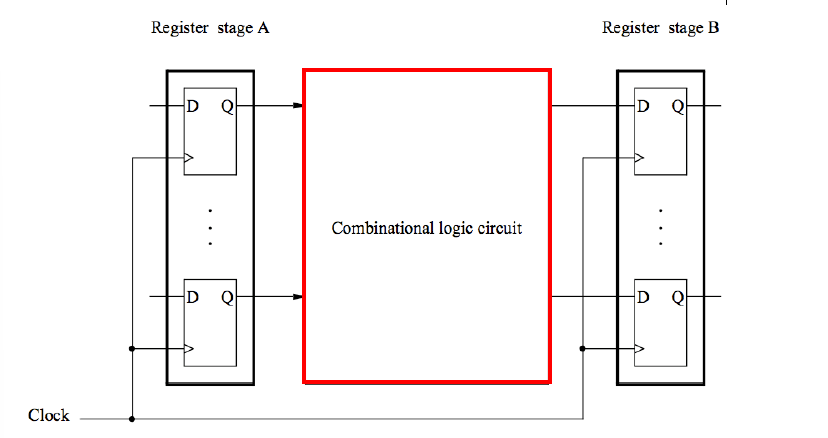 Register stage A
Register stage B
D Q
D Q
Combinational logic circuit
D Q
D Q
Clock